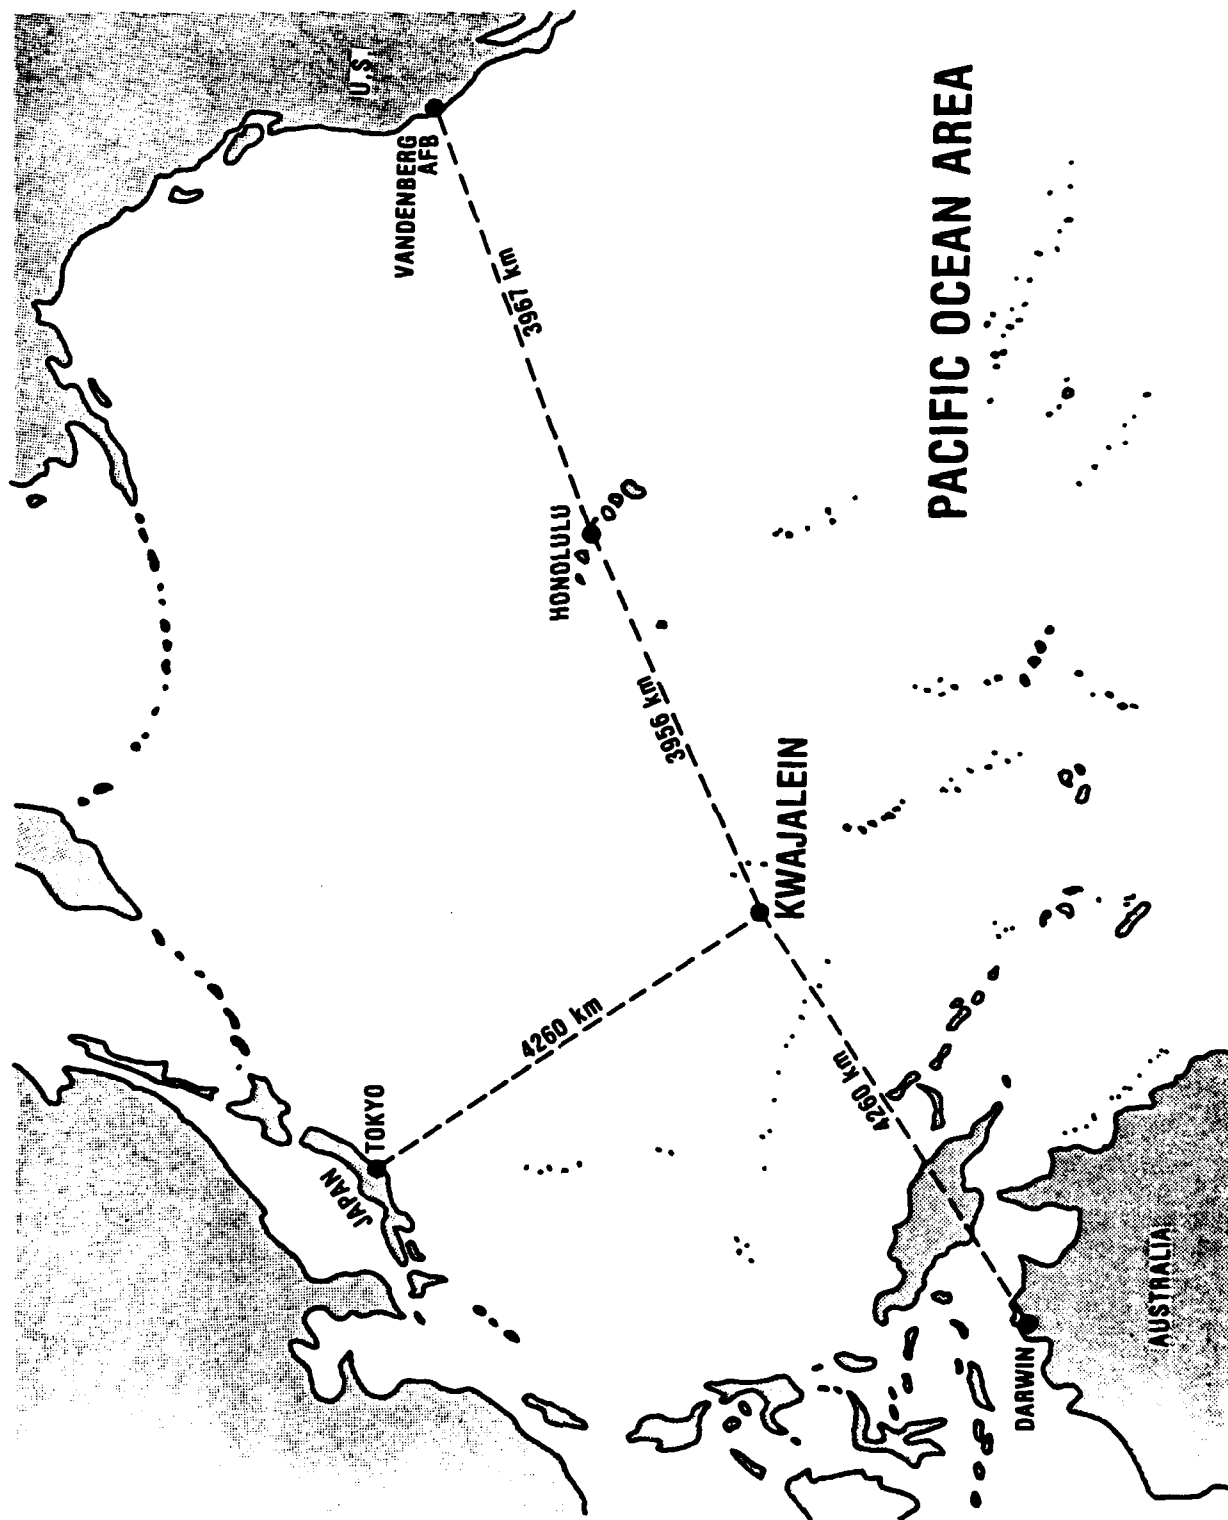 U.S.
VANDENBERG
AFB
3967 km
HONOLULU
3956 km
KWAJALEIN
4260 km
TOKYO
JAPAN
4260 km
DARWIN
AUSTRALIA
PACIFIC OCEAN AREA